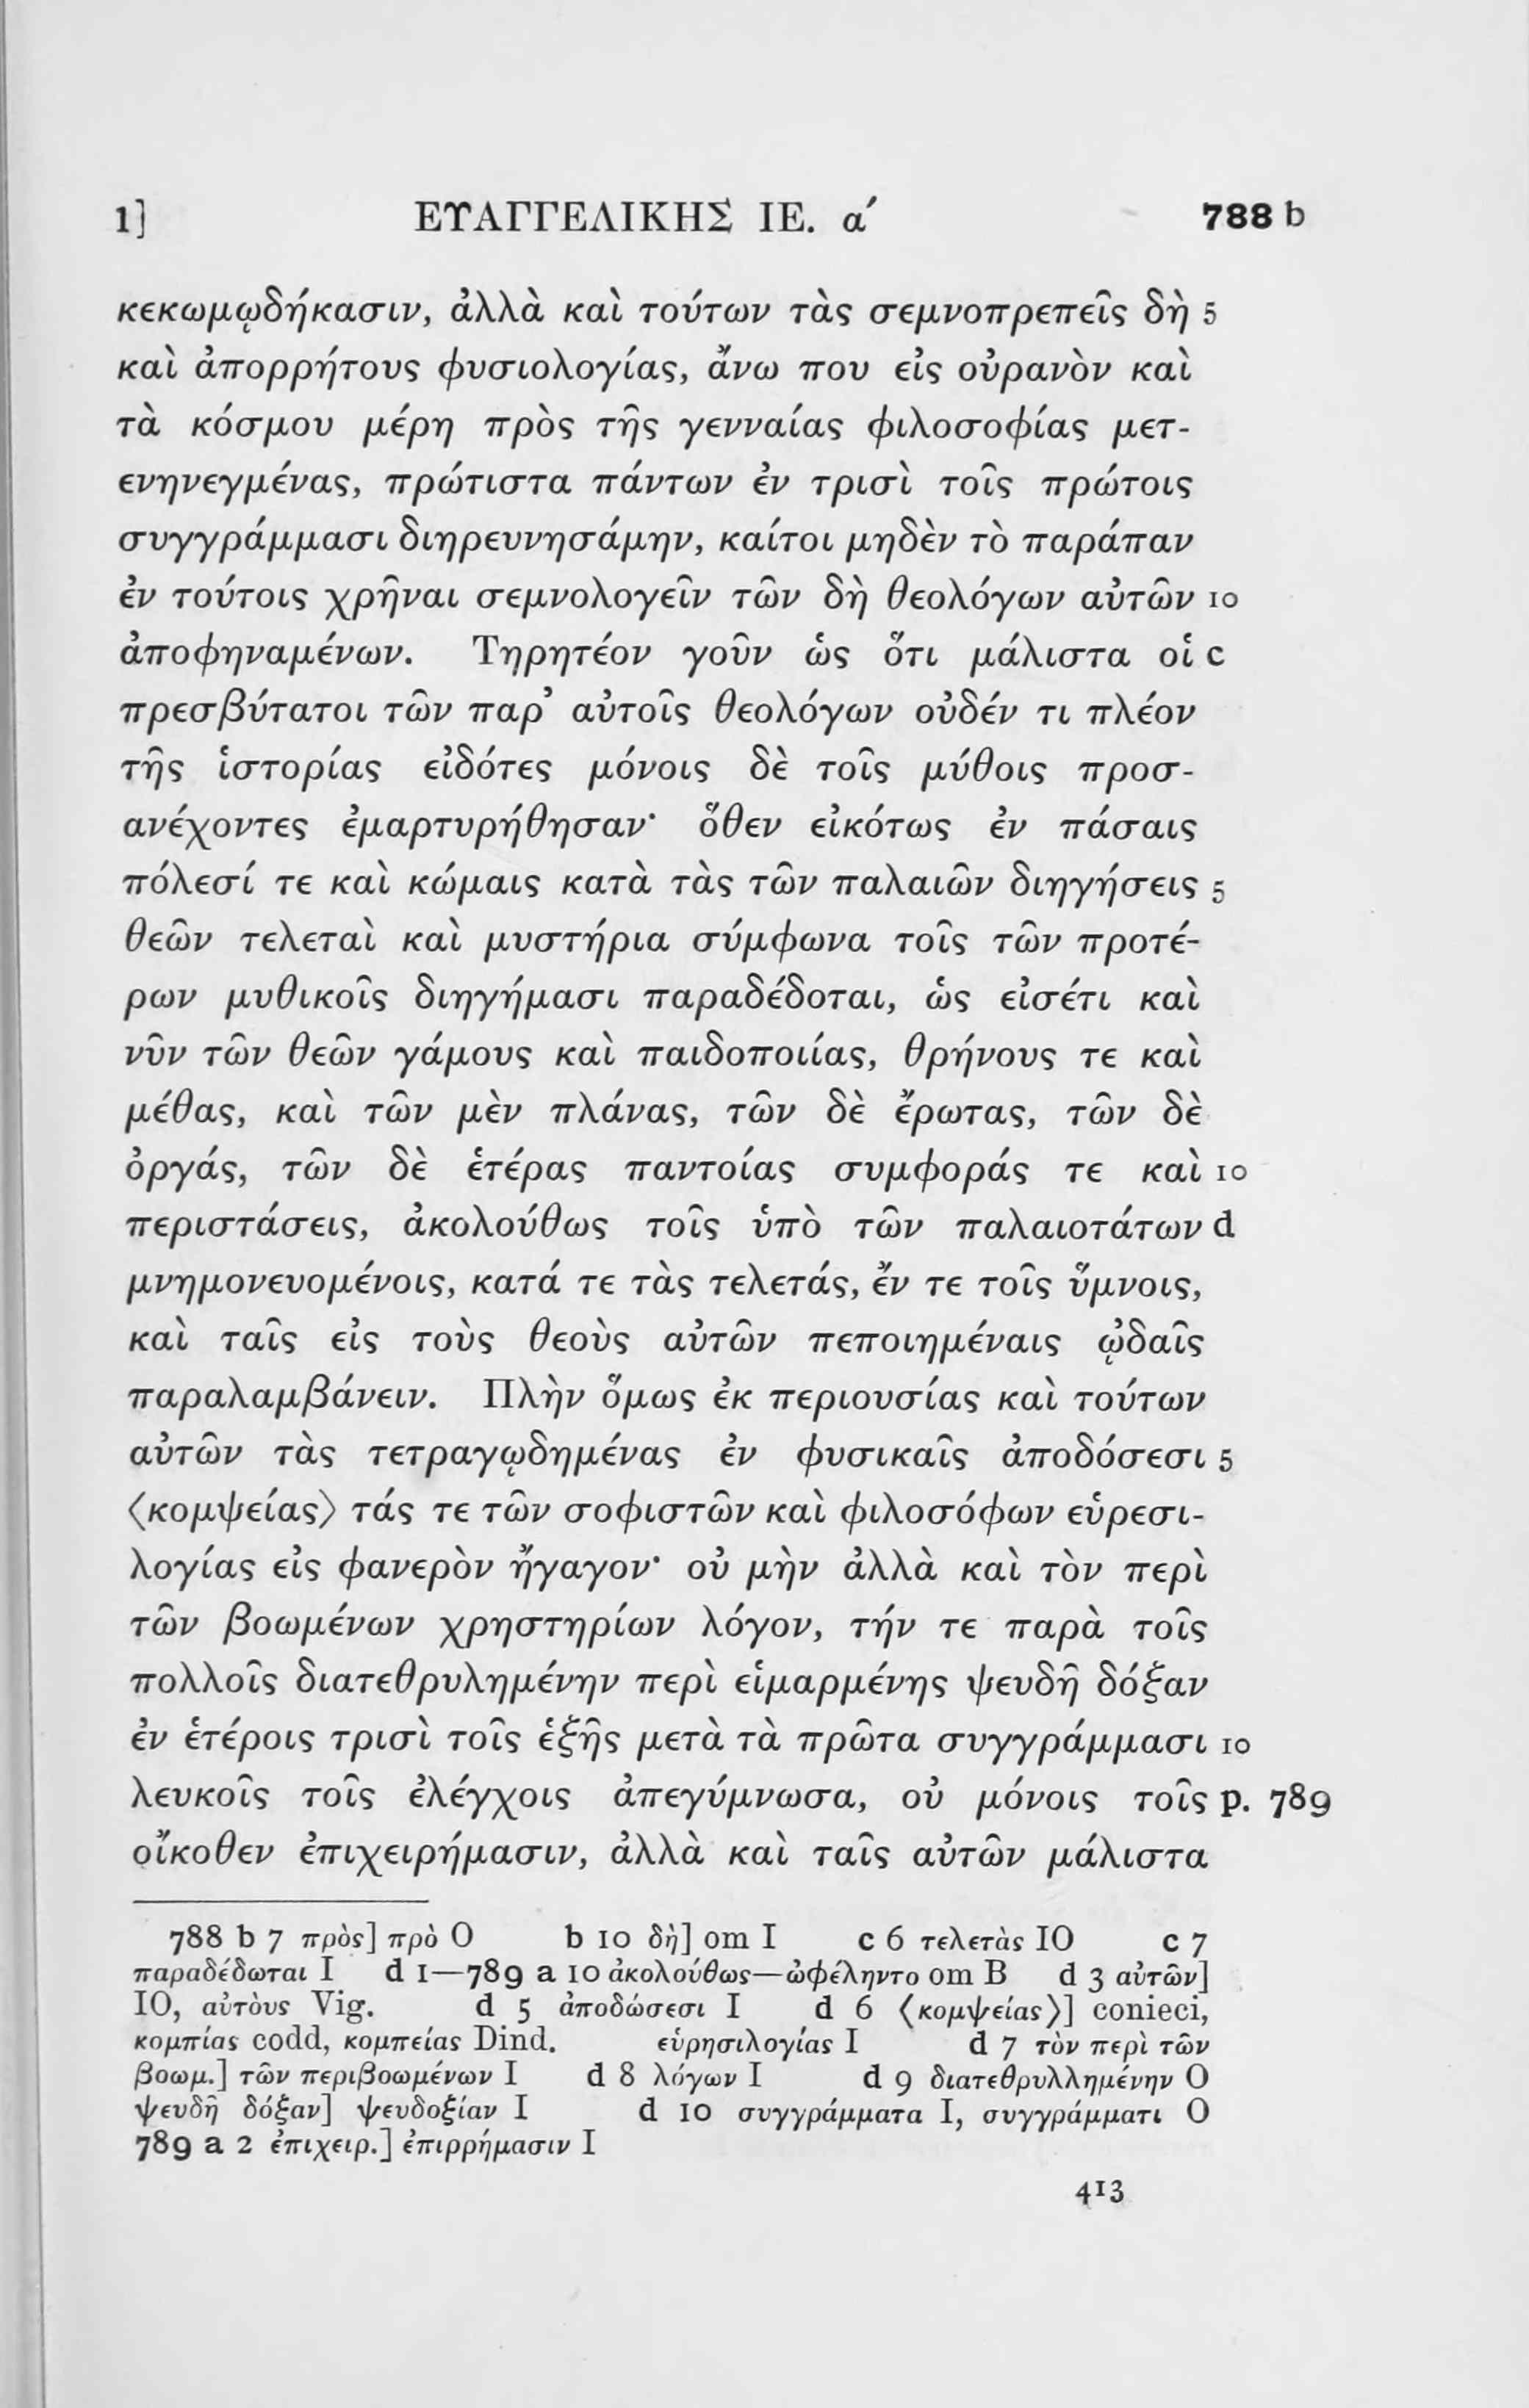 1] ΕΥΑΓΓΕΛΙΚΗΣ ΙΕ. α´ 788 b
κεκωμῳδήκασιν, ἀλλὰ καὶ τούτων τὰς σεμνοπρεπεῖς δὴ 5
καὶ ἀπορρήτους φυσιολογίας, ἄνω που εἰς οὐρανὸν καὶ
τὰ κόσμου μέρη πρὸς τῆς γενναίας φιλοσοφίας μετ-
ενηνεγμένας, πρώτιστα πάντων ἐν τρισὶ τοῖς πρώτοις
συγγράμμασι διηρευνησάμην, καίτοι μηδὲν τὸ παράπαν
ἐν τούτοις χρῆναι σεμνολογεῖν τῶν δὴ θεολόγων αὐτῶν 10
ἀποφηναμένων. Τηρητέον γοῦν ὡς ὅτι μάλιστα οἱ c
πρεσβύτατοι τῶν παρ’ αὐτοῖς θεολόγων οὐδέν τι πλέον
τῆς ἱστορίας εἰδότες μόνοις δὲ τοῖς μύθοις προσ-
ανέχοντες ἐμαρτυρήθησαν· ὅθεν εἰκότως ἐν πάσαις
πόλεσί τε καὶ κώμαις κατὰ τὰς τῶν παλαιῶν διηγήσεις 5
θεῶν τελεταὶ καὶ μυστήρια σύμφωνα τοῖς τῶν προτέ-
ρων μυθικοῖς διηγήμασι παραδέδοται, ὡς εἰσέτι καὶ
νῦν τῶν θεῶν γάμους καὶ παιδοποιίας, θρήνους τε καὶ
μέθας, καὶ τῶν μὲν πλάνας, τῶν δὲ ἔρωτας, τῶν δὲ
ὀργάς, τῶν δὲ ἑτέρας παντοίας συμφοράς τε καὶ 10
περιστάσεις, ἀκολούθως τοῖς ὑπὸ τῶν παλαιοτάτων d
μνημονευομένοις, κατά τε τὰς τελετάς, ἔν τε τοῖς ὕμνοις,
καὶ ταῖς εἰς τοὺς θεοὺς αὐτῶν πεποιημέναις ᾠδαῖς
παραλαμβάνειν. Πλὴν ὅμως ἐκ περιουσίας καὶ τούτων
αὐτῶν τὰς τετραγῳδημένας ἐν φυσικαῖς ἀποδόσεσι 5
⟨κομψείας⟩ τάς τε τῶν σοφιστῶν καὶ φιλοσόφων εὑρεσι-
λογίας εἰς φανερὸν ἤγαγον· οὐ μὴν ἀλλὰ καὶ τὸν περὶ
τῶν βοωμένων χρηστηρίων λόγον, τήν τε παρὰ τοῖς
πολλοῖς διατεθρυλημένην περὶ εἱμαρμένης ψευδῆ δόξαν
ἐν ἑτέροις τρισὶ τοῖς ἑξῆς μετὰ τὰ πρῶτα συγγράμμασι 10
λευκοῖς τοῖς ἐλέγχοις ἀπεγύμνωσα, οὐ μόνοις τοῖς p. 789
οἴκοθεν ἐπιχειρήμασιν, ἀλλὰ καὶ ταῖς αὐτῶν μάλιστα
788 b 7 πρὸς] πρὸ O b 10 δὴ] om I c 6 τελετὰς IO c 7
παραδέδωται I d 1—789 a 10 ἀκολούθως—ὠφέληντο om B d 3 αὐτῶν]
IO, αὐτοὺς Vig. d 5 ἀποδώσεσι I d 6 ⟨κομψείας⟩] conieci,
κομπίας codd, κομπείας Dind. εὑρησιλογίας I d 7 τὸν περὶ τῶν
βοωμ.] τῶν περιβοωμένων I d 8 λόγων I d 9 διατεθρυλλημένην O
ψευδῆ δόξαν] ψευδοξίαν I d 10 συγγράμματα I, συγγράμματι O
789 a 2 ἐπιχειρ.] ἐπιρρήμασιν I
413